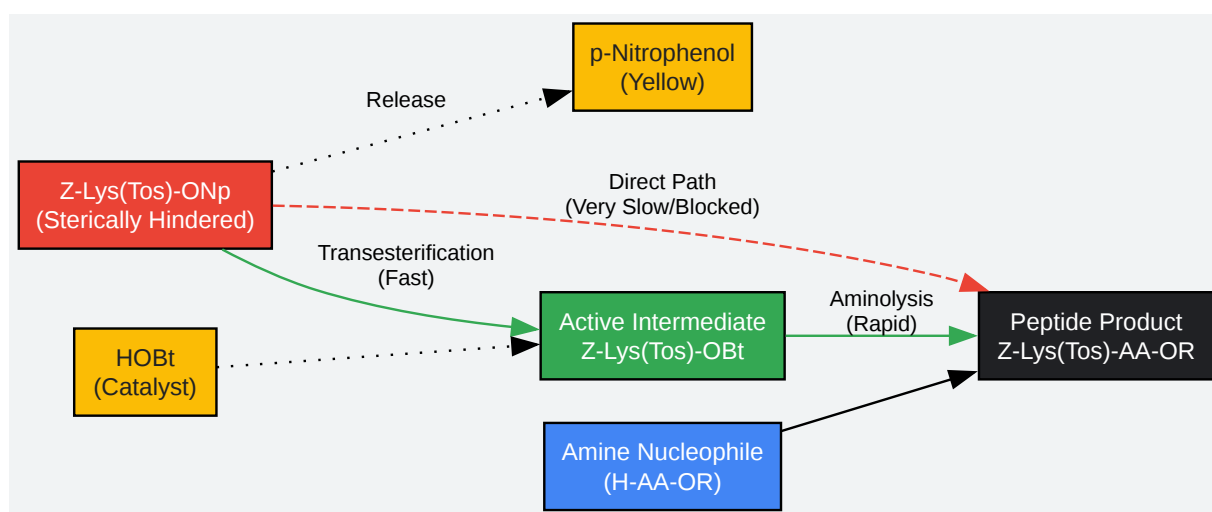 p-Nitrophenol
(Yellow)
Release
Z-Lys(Tos)-ONp
(Sterically Hindered)
Direct Path
(Very Slow/Blocked)
Transesterification
(Fast)
HOBt
(Catalyst)
Active Intermediate
Z-Lys(Tos)-OBt
Aminolysis
(Rapid)
Peptide Product
Z-Lys(Tos)-AA-OR
Amine Nucleophile
(H-AA-OR)